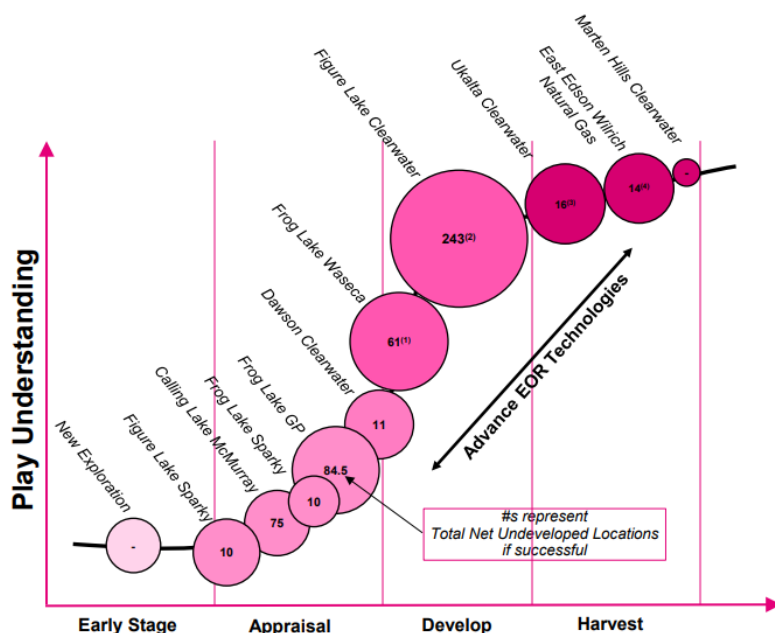 Marten Hills Clearwater
East Edson Wilrich
Natural Gas
Ukalta Clearwater
Figure Lake Clearwater
Frog Lake Waseca
Dawson Clearwater
Frog Lake GP
Frog Lake Sparky
Calling Lake McMurray
Figure Lake Sparky
New Exploration
Play Understanding
-
14(4)
16(3)
243(2)
61(1)
11
84.5
10
75
10
-
Advance EOR Technologies
#s represent
Total Net Undeveloped Locations
if successful
Early Stage
Appraisal
Develop
Harvest